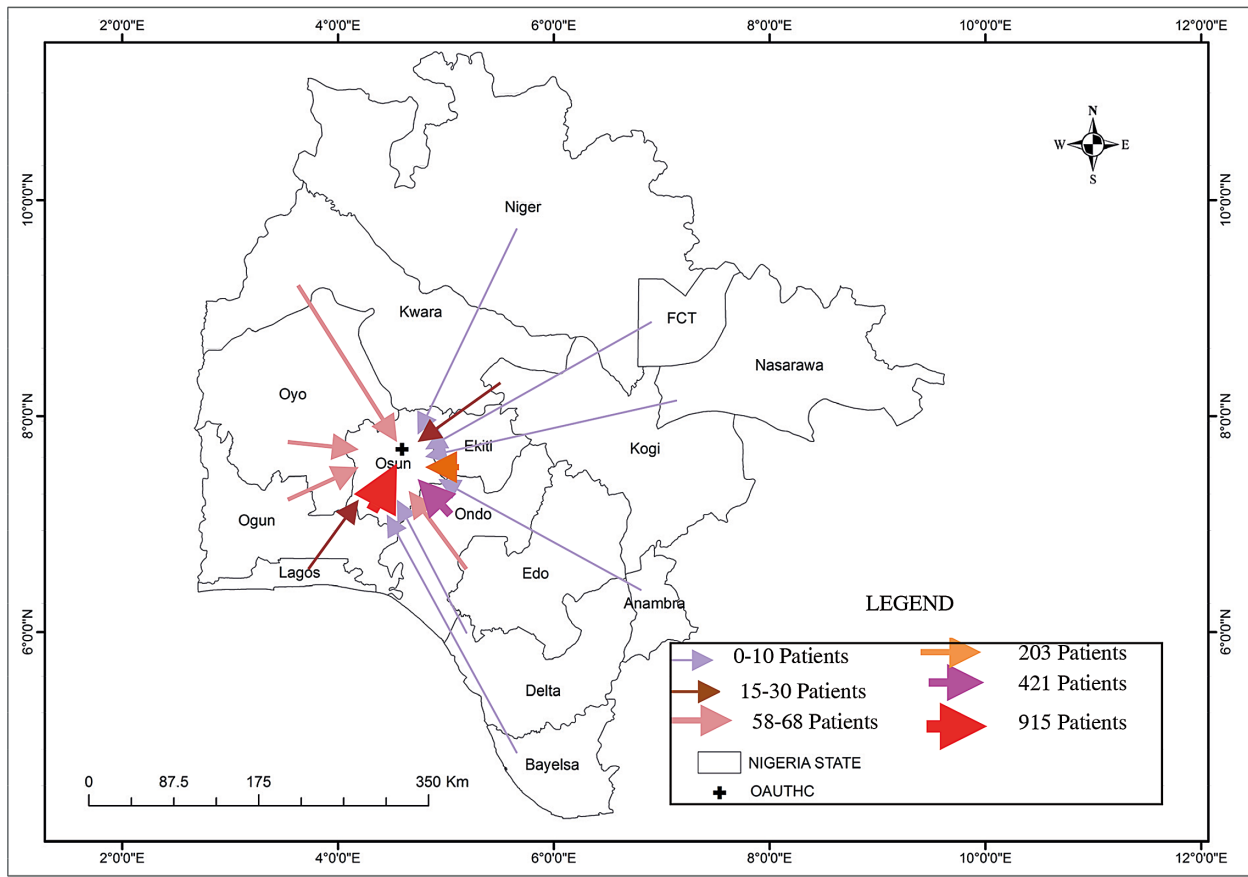 2°0'0"E 4°0'0"E 6°0'0"E 8°0'0"E 10°0'0"E 12°0'0"E
N
W E
S
10°0'0"N 10°0'0"N
Niger
Kwara
FCT
Nasarawa
Oyo
8°0'0"N 8°0'0"N
Ekiti
Kogi
Osun
Ogun
Ondo
Lagos
Edo
Anambra
6°0'0"N 6°0'0"N
Delta
Bayelsa
LEGEND
0-10 Patients 203 Patients
15-30 Patients 421 Patients
58-68 Patients 915 Patients
NIGERIA STATE
OAUTHC
0 87.5 175 350 Km
2°0'0"E 4°0'0"E 6°0'0"E 8°0'0"E 10°0'0"E 12°0'0"E